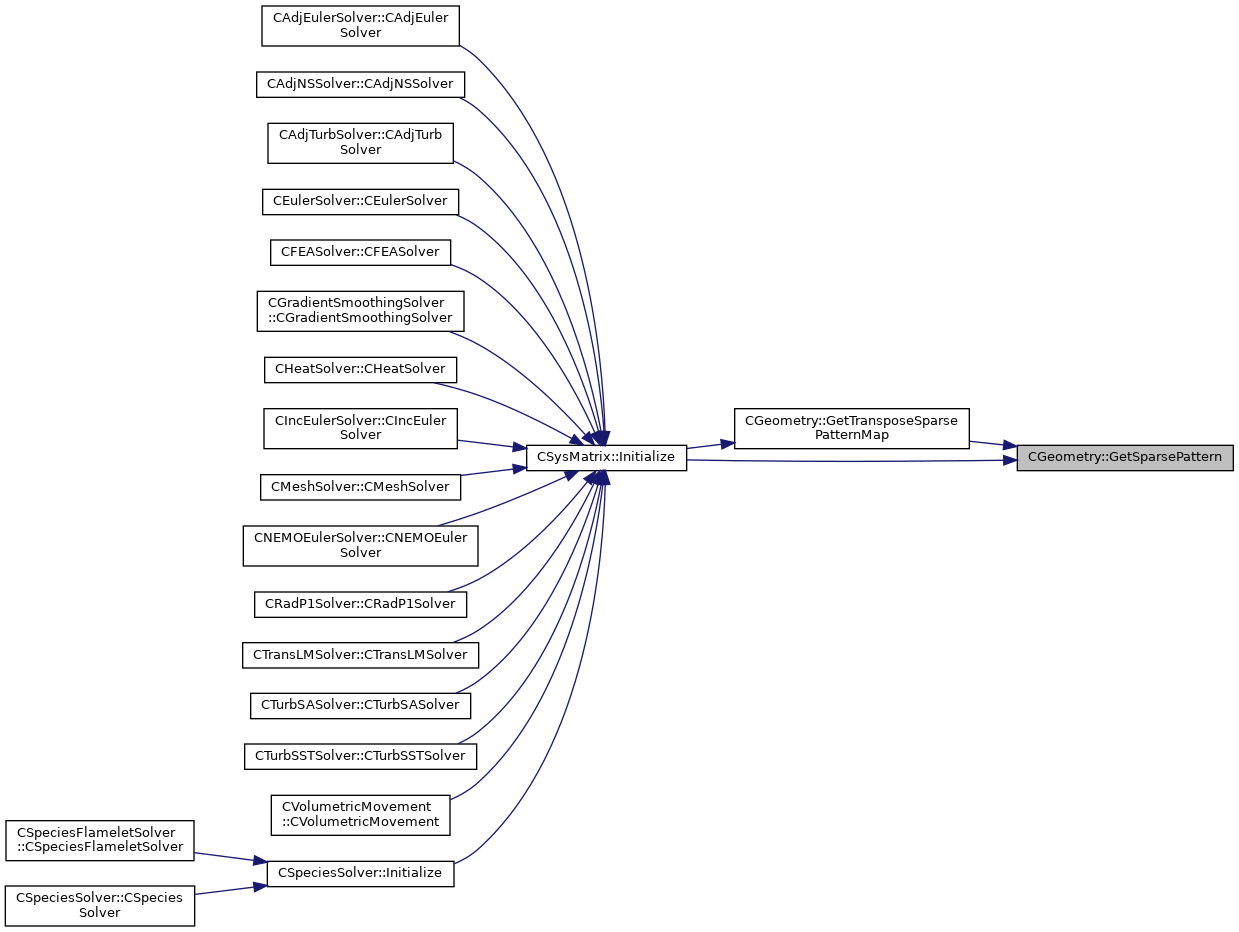 CAdjEulerSolver::CAdjEuler
Solver
CAdjNSSolver::CAdjNSSolver
CAdjTurbSolver::CAdjTurb
Solver
CEulerSolver::CEulerSolver
CFEASolver::CFEASolver
CGradientSmoothingSolver
::CGradientSmoothingSolver
CHeatSolver::CHeatSolver
CIncEulerSolver::CIncEuler
Solver
CMeshSolver::CMeshSolver
CNEMOEulerSolver::CNEMOEuler
Solver
CRadP1Solver::CRadP1Solver
CTransLMSolver::CTransLMSolver
CTurbSASolver::CTurbSASolver
CTurbSSTSolver::CTurbSSTSolver
CVolumetricMovement
::CVolumetricMovement
CSpeciesFlameletSolver
::CSpeciesFlameletSolver
CSpeciesSolver::CSpecies
Solver
CSpeciesSolver::Initialize
CSysMatrix::Initialize
CGeometry::GetTransposeSparse
PatternMap
CGeometry::GetSparsePattern